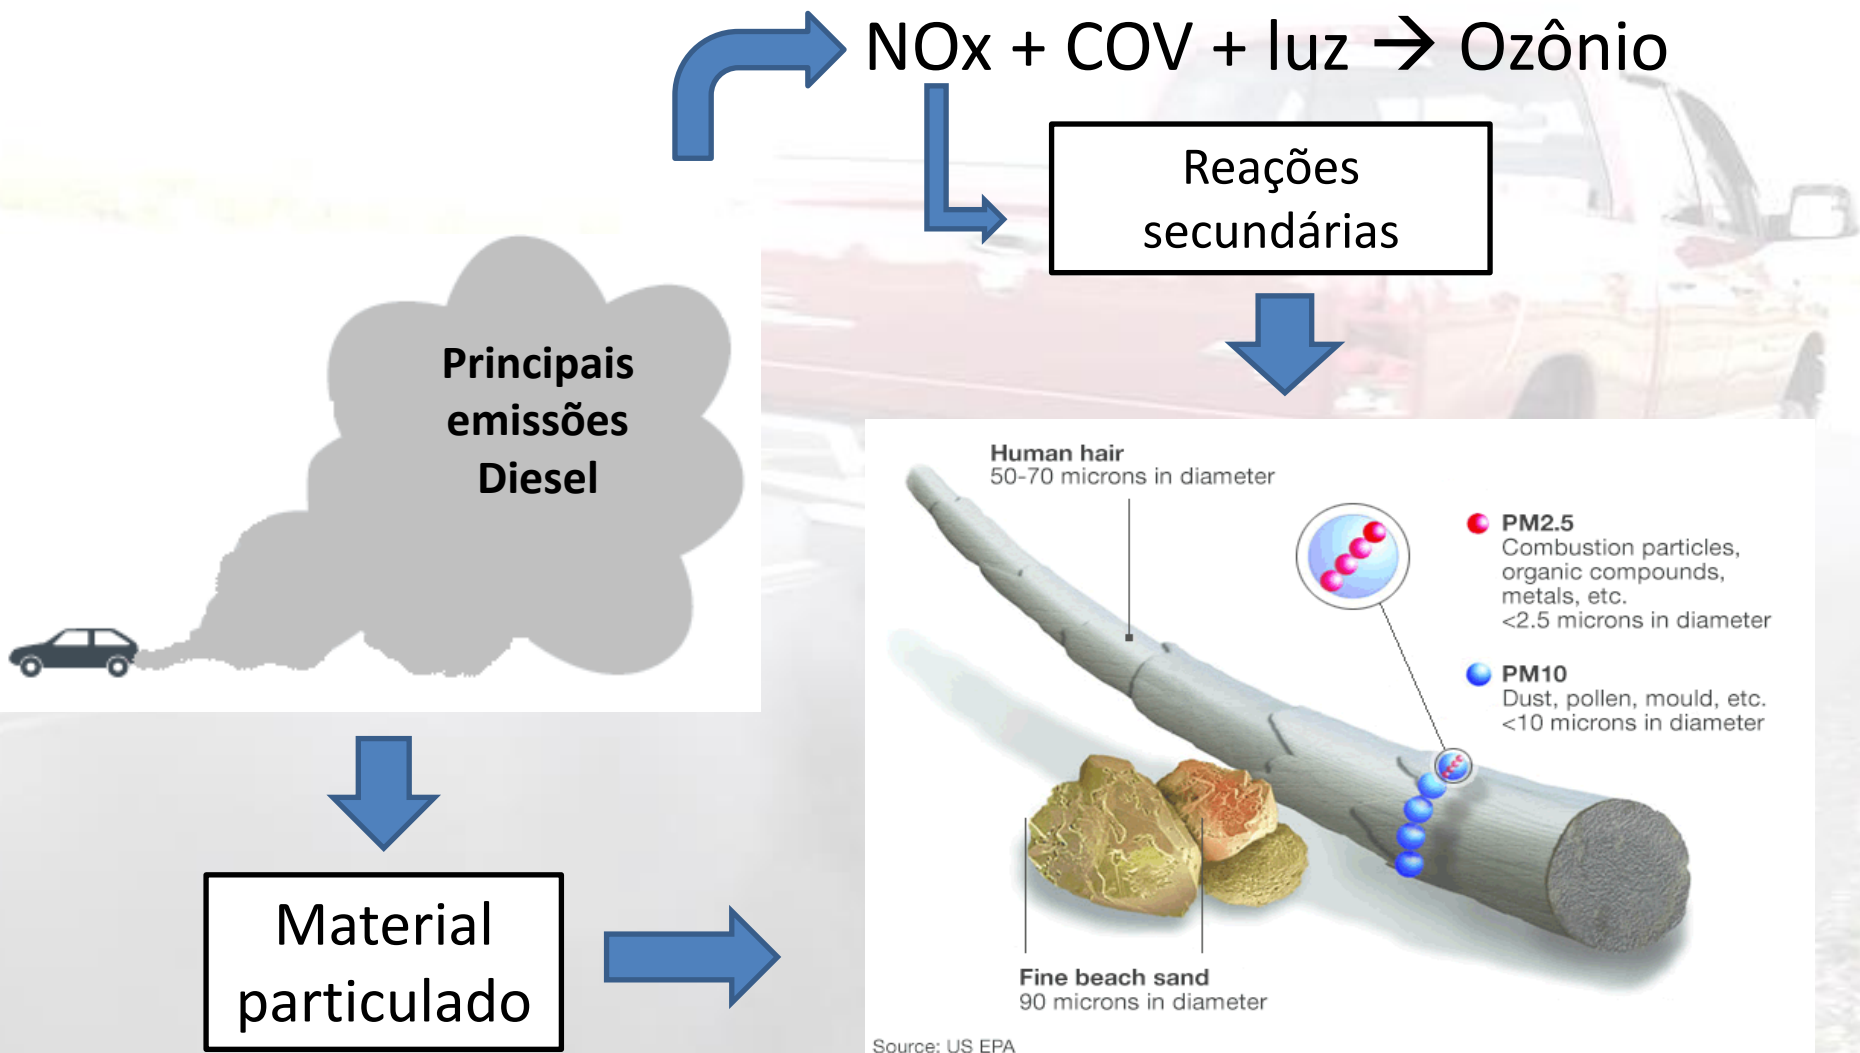 NOx + COV + luz → Ozônio
Reações
secundárias
Principais
emissões
Diesel
Material
particulado
Human hair
50-70 microns in diameter
PM2.5
Combustion particles,
organic compounds,
metals, etc.
<2.5 microns in diameter
PM10
Dust, pollen, mould, etc.
<10 microns in diameter
Fine beach sand
90 microns in diameter
Source: US EPA